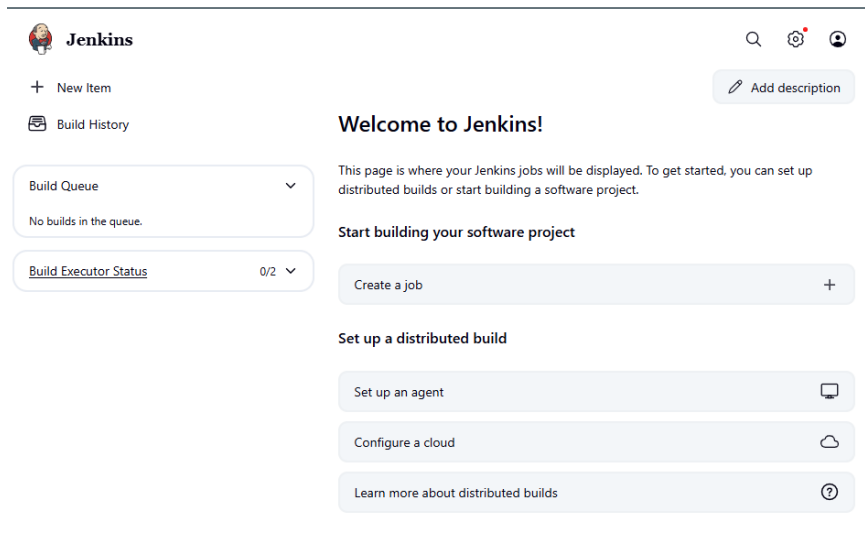 Jenkins
New Item
Build History
Build Queue
No builds in the queue.
Build Executor Status
0/2
Add description
Welcome to Jenkins!
This page is where your Jenkins jobs will be displayed. To get started, you can set up
distributed builds or start building a software project.
Start building your software project
Create a job
Set up a distributed build
Set up an agent
Configure a cloud
Learn more about distributed builds